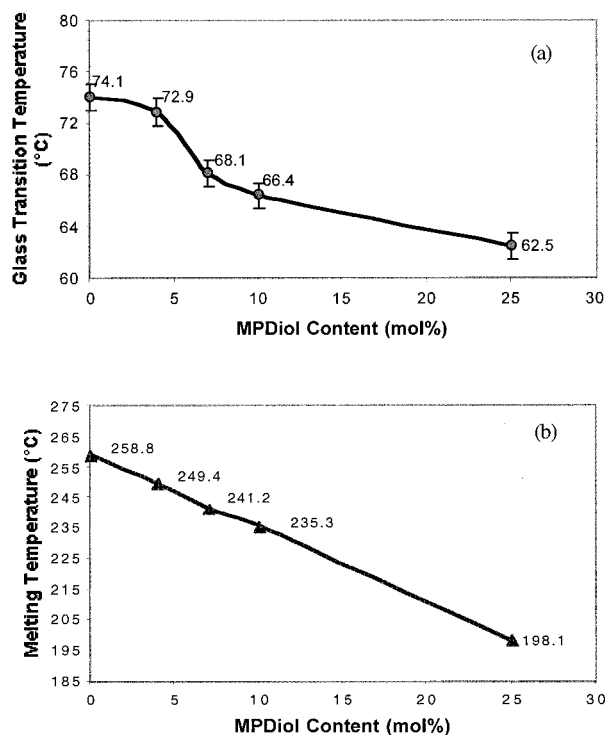 80
(a)
74.1
76
72.9
72
68.1
68
66.4
64
62.5
60
0 5 10 15 20 25 30
MPDiol Content (mol%)
Glass Transition Temperature
(°C)
275
(b)
265
258.8
255
249.4
245
241.2
235
235.3
225
215
205
198.1
195
185
0 5 10 15 20 25 30
MPDiol Content (mol%)
Melting Temperature (°C)